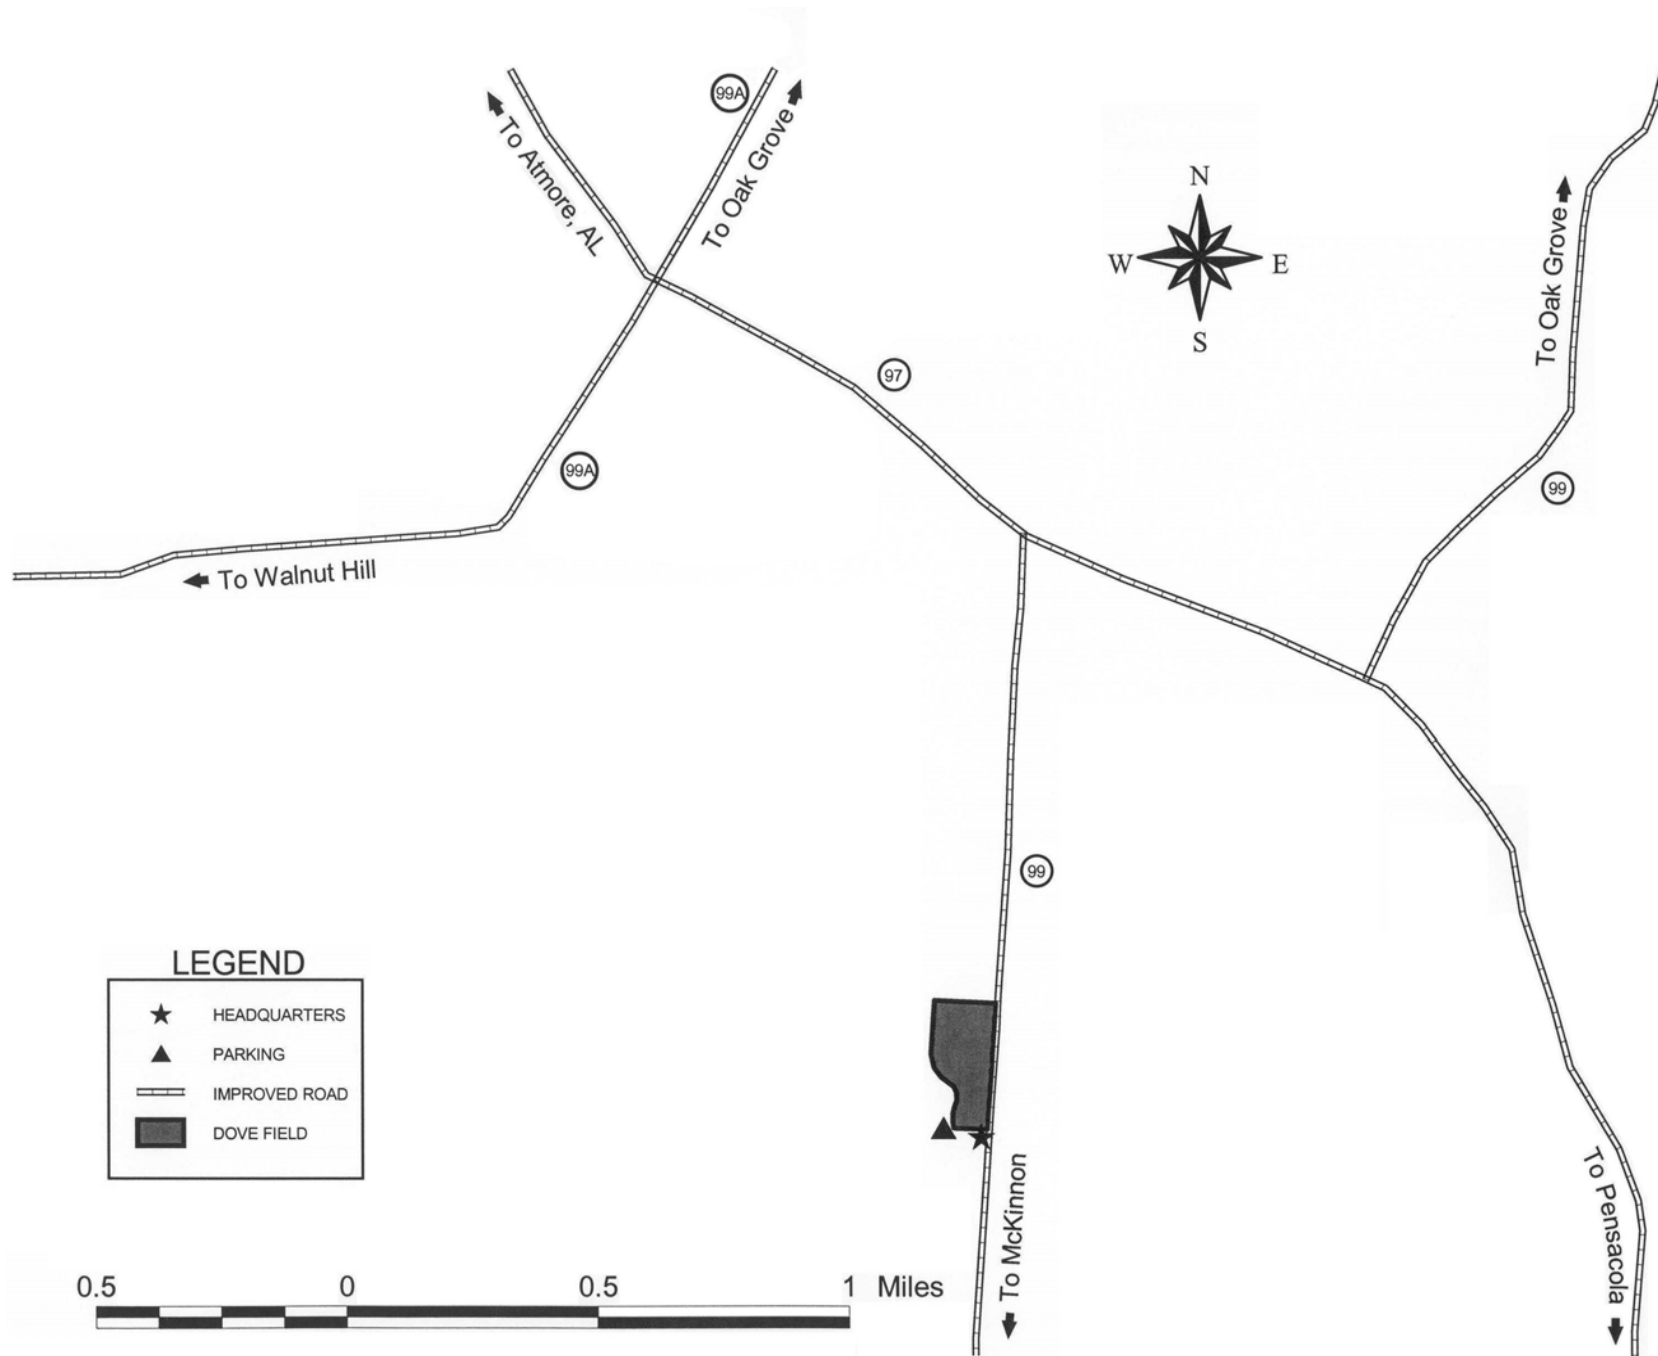 99A
To Atmore, AL
To Oak Grove
N
W E
S
To Oak Grove
97
99A
99
To Walnut Hill
99
LEGEND
HEADQUARTERS
PARKING
IMPROVED ROAD
DOVE FIELD
To McKinnon
To Pensacola
0.5 0 0.5 1 Miles